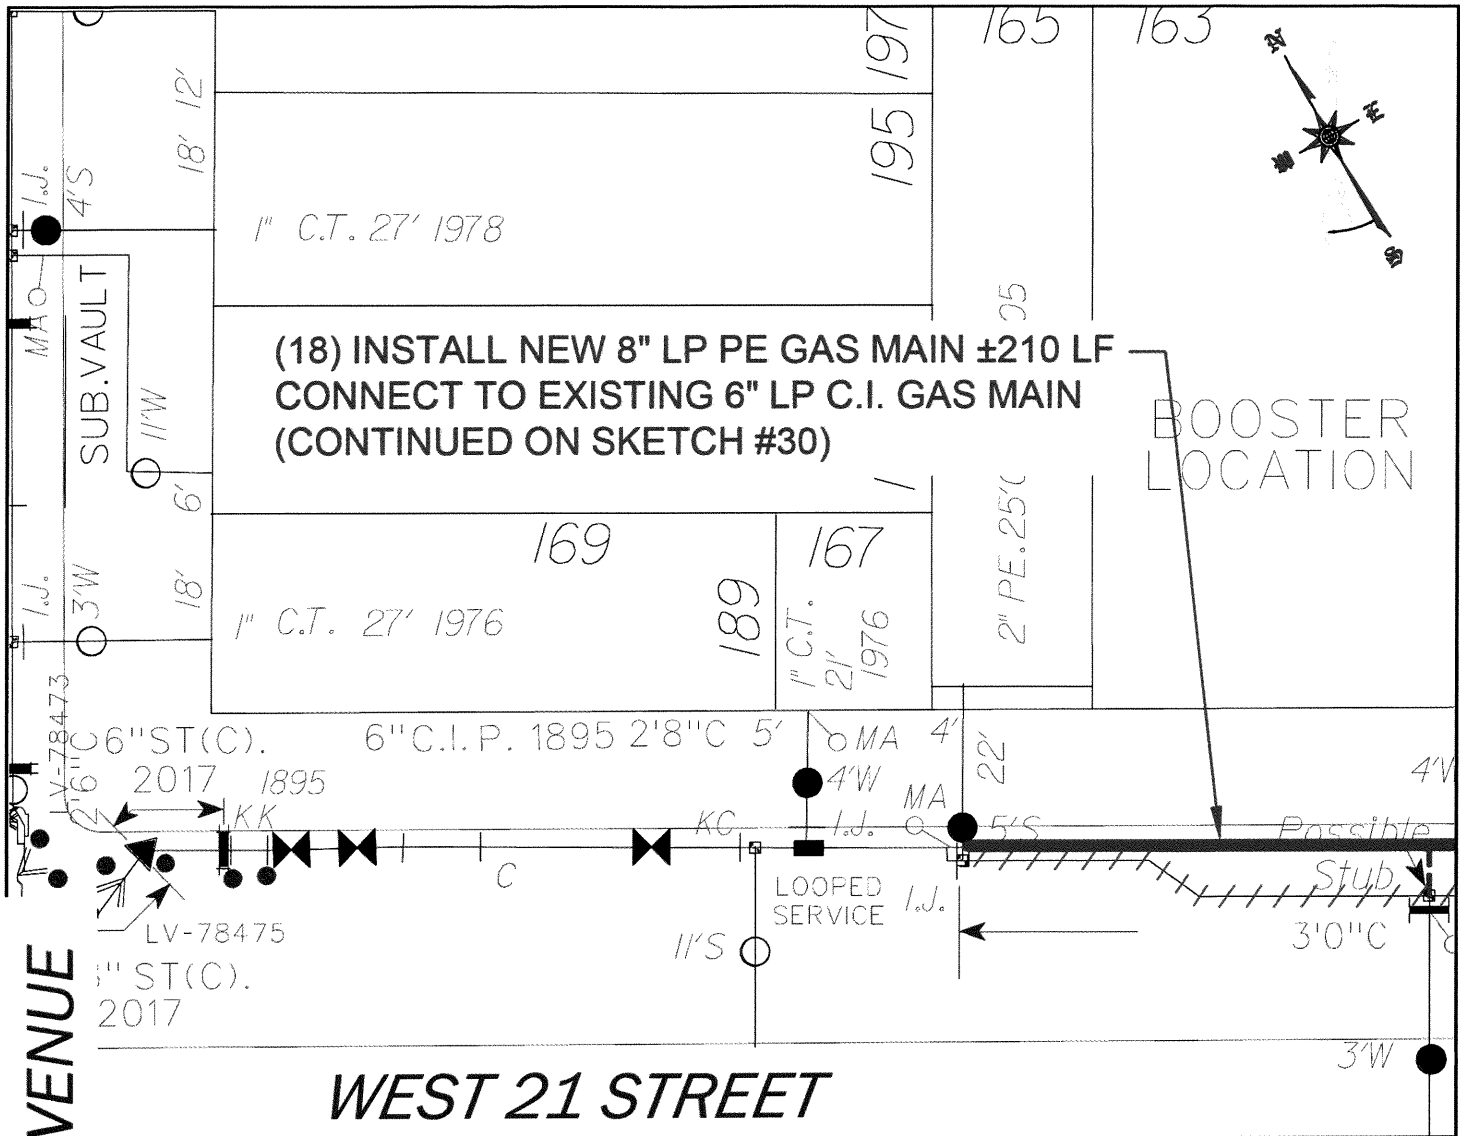 165
163
197
195
N
E
S
18' 12'
I.J.
4'S
1" C.T. 27' 1978
MA
SUB.VAULT
11'W
6'
(18) INSTALL NEW 8" LP PE GAS MAIN ±210 LF
CONNECT TO EXISTING 6" LP C.I. GAS MAIN
(CONTINUED ON SKETCH #30)
BOOSTER
LOCATION
05
2" PE. 25'
169
167
189
I.J.
3'W
18'
1" C.T. 27' 1976
1" C.T.
21'
1976
LV-78473
2'6"C
6"ST(C).
2017
6"C.I.P. 1895 2'8"C 5'
1895
MA
4'
22'
4'W
KK
KC
I.J.
MA
5'S
Possible
Stub
C
LOOPED
SERVICE
I.J.
LV-78475
" ST(C).
2017
11'S
3'0"C
3'W
VENUE
WEST 21 STREET